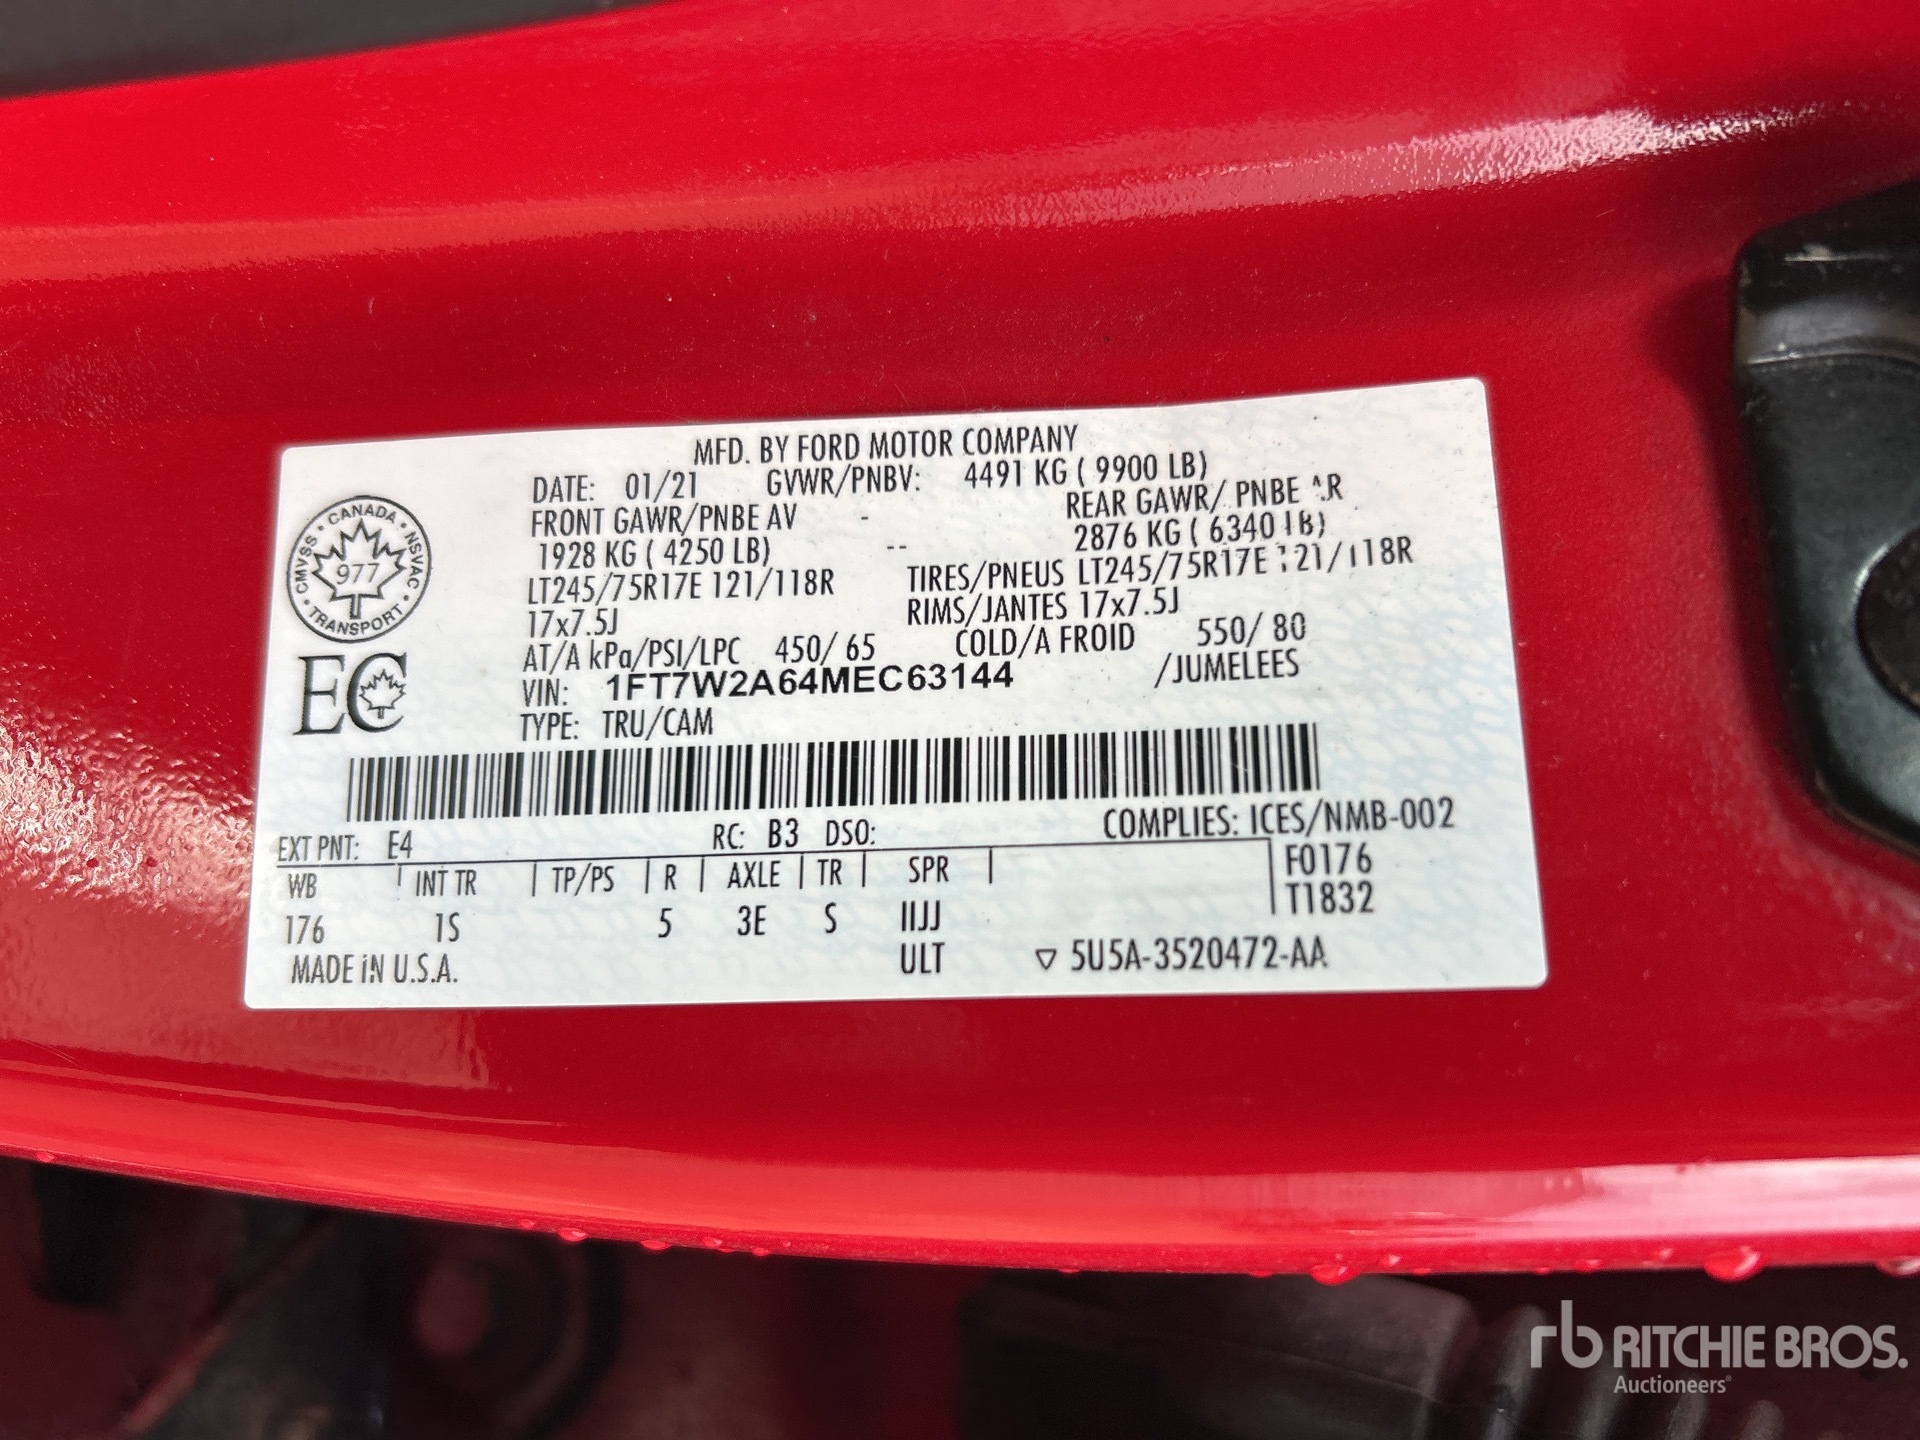 MFD. BY FORD MOTOR COMPANY
DATE: 01/21 GVWR/PNBV: 4491 KG ( 9900 LB)
FRONT GAWR/PNBE AV - REAR GAWR/ PNBE AR
1928 KG ( 4250 LB) -- 2876 KG ( 6340 LB)
LT245/75R17E 121/118R TIRES/PNEUS LT245/75R17E 121/118R
17x7.5J RIMS/JANTES 17x7.5J
AT/A kPa/PSI/LPC 450/ 65 COLD/A FROID 550/ 80
VIN: 1FT7W2A64MEC63144 /JUMELEES
TYPE: TRU/CAM
CANADA · NSVAC · TRANSPORT · CMVSS ·
977
EC
EXT PNT: E4 RC: B3 DSO: COMPLIES: ICES/NMB-002
WB INT TR TP/PS R AXLE TR SPR F0176
T1832
176 1S 5 3E S IIJJ
MADE IN U.S.A. ULT 5U5A-3520472-AA
rb RITCHIE BROS.
Auctioneers®